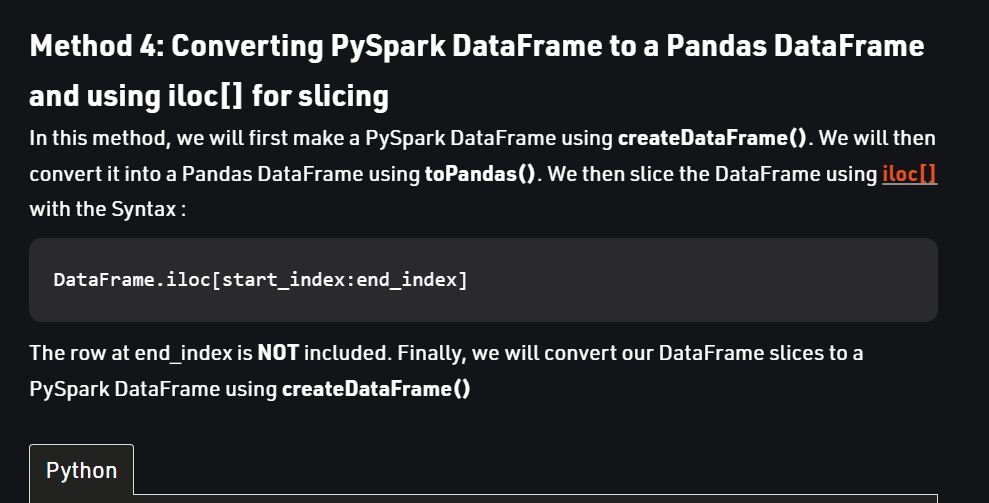 Method 4: Converting PySpark DataFrame to a Pandas DataFrame
and using iloc[] for slicing
In this method, we will first make a PySpark DataFrame using createDataFrame(). We will then
convert it into a Pandas DataFrame using toPandas(). We then slice the DataFrame using iloc[]
with the Syntax :
DataFrame.iloc[start_index:end_index]
The row at end_index is NOT included. Finally, we will convert our DataFrame slices to a
PySpark DataFrame using createDataFrame()
Python